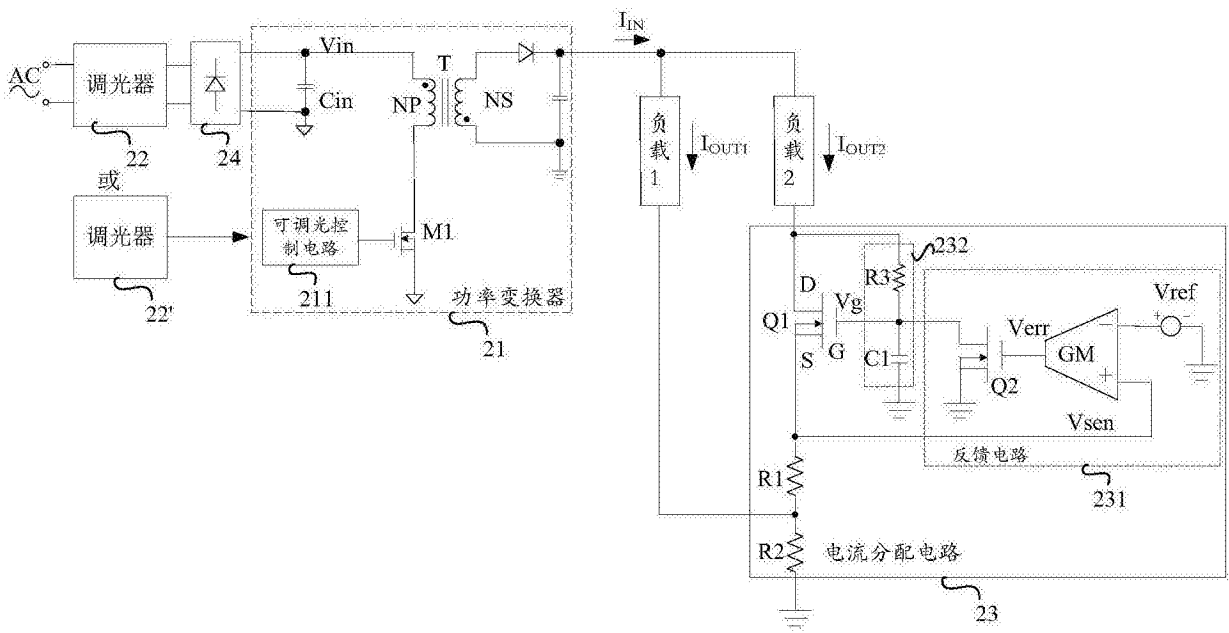 AC
调光器
22
24
或
调光器
22'
Vin
Cin
T
NP
NS
可调光控
制电路
211
M1
功率变换器
21
I_IN
负载1
I_OUT1
负载2
I_OUT2
232
R3
D
Vg
Q1
G
S
C1
Q2
Verr
GM
−
+
Vref
+
-
Vsen
反馈电路
231
R1
R2
电流分配电路
23